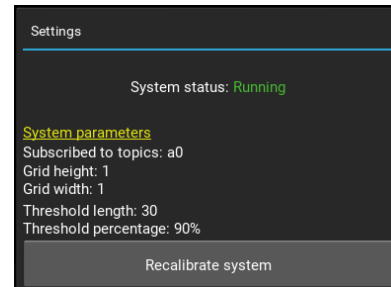 Settings
System status: Running
System parameters
Subscribed to topics: a0
Grid height: 1
Grid width: 1
Threshold length: 30
Threshold percentage: 90%
Recalibrate system